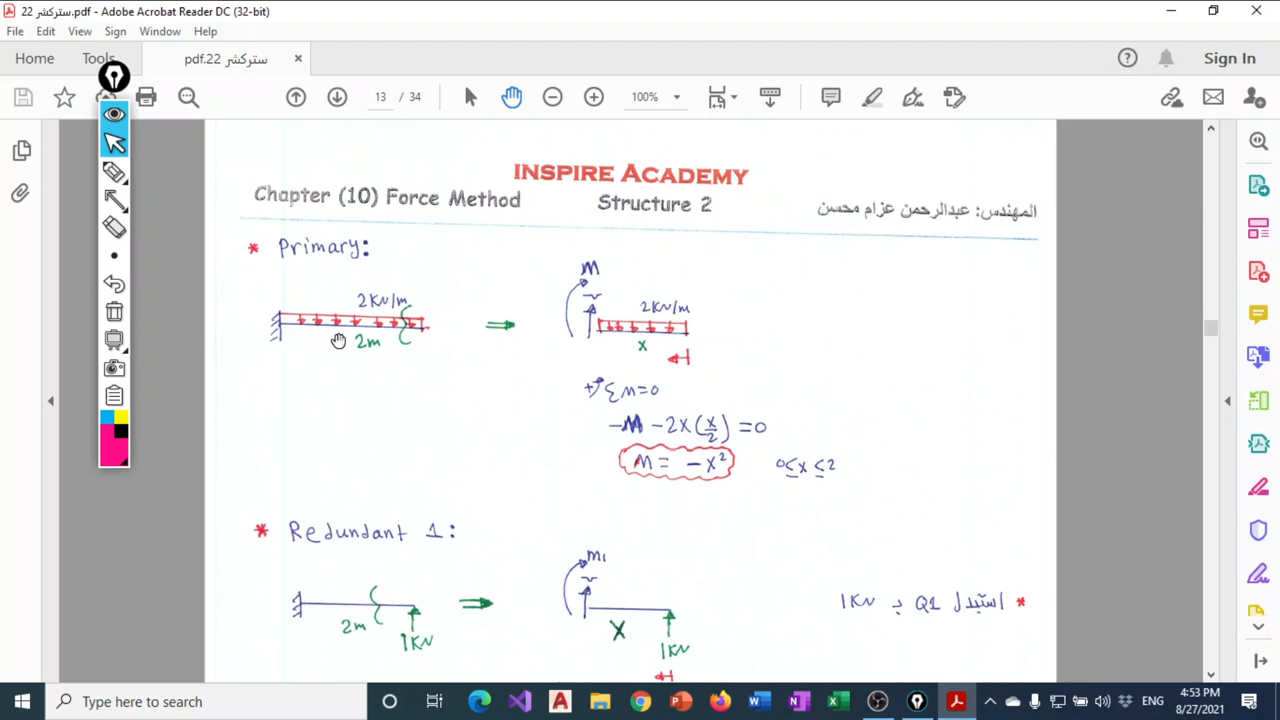 ستركشر 22.pdf - Adobe Acrobat Reader DC (32-bit)
File Edit View Sign Window Help
Home Tools ستركشر 22.pdf Sign In
13 / 34 100%
INSPIRE ACADEMY
Chapter (10) Force Method Structure 2 المهندس: عبدالرحمن عزام محسن
* Primary:
M
2KN/m 2KN/m
2m x
+ ΣM=0
-M - 2x(x/2) = 0
M = -x² 0≤x≤2
* Redundant 1:
M1
* استبدل Q1 بـ 1KN
2m 1KN X 1KN
Type here to search
ENG 4:53 PM 8/27/2021